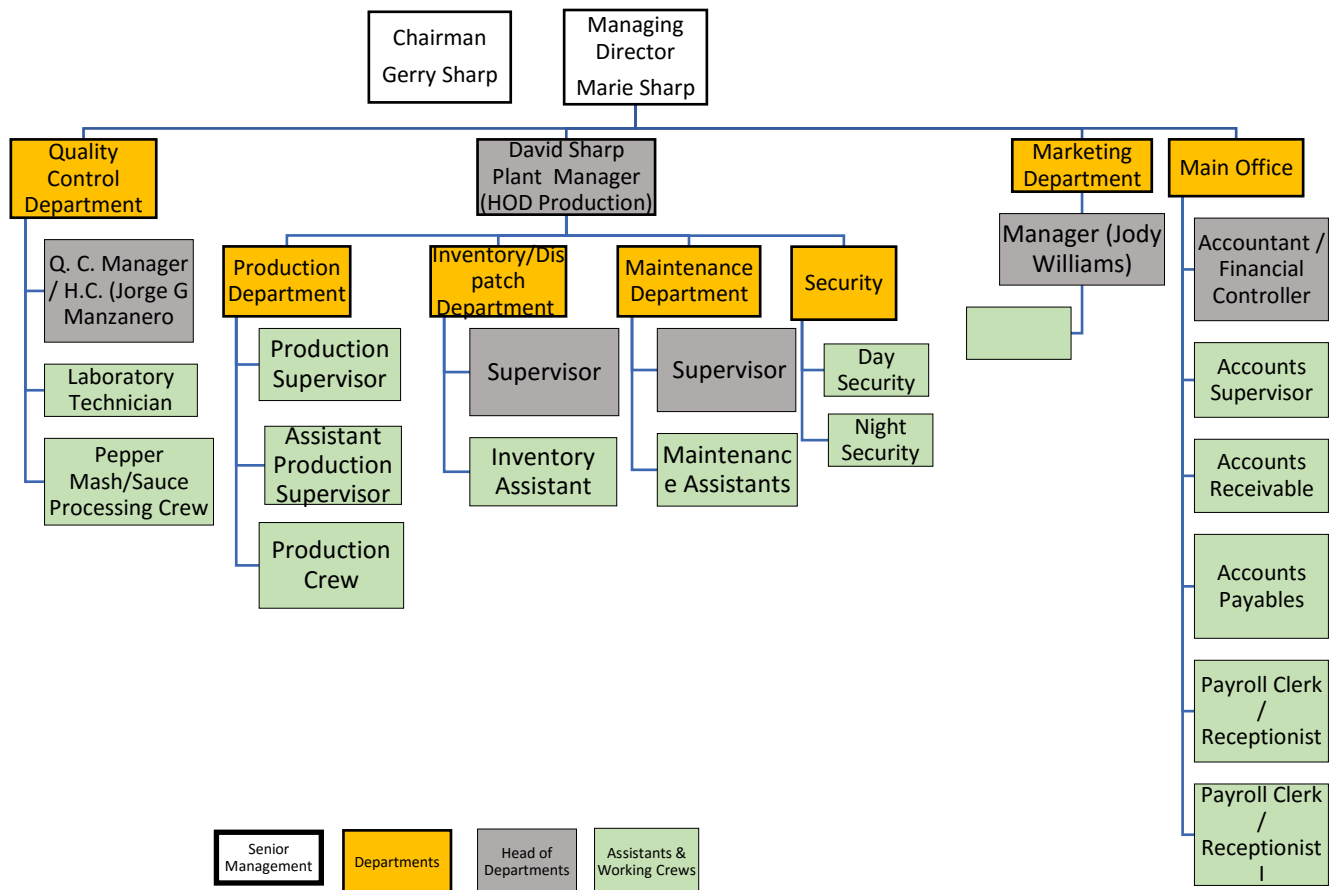 Chairman
Gerry Sharp
Managing
Director
Marie Sharp
Quality
Control
Department
David Sharp
Plant Manager
(HOD Production)
Marketing
Department
Main Office
Q. C. Manager
/ H.C. (Jorge G
Manzanero
Laboratory
Technician
Pepper
Mash/Sauce
Processing Crew
Production
Department
Production
Supervisor
Assistant
Production
Supervisor
Production
Crew
Inventory/Dis
patch
Department
Supervisor
Inventory
Assistant
Maintenance
Department
Supervisor
Maintenanc
e Assistants
Security
Day
Security
Night
Security
Manager (Jody
Williams)
Accountant /
Financial
Controller
Accounts
Supervisor
Accounts
Receivable
Accounts
Payables
Payroll Clerk
/
Receptionist
Payroll Clerk
/
Receptionist
I
Senior
Management
Departments
Head of
Departments
Assistants &
Working Crews